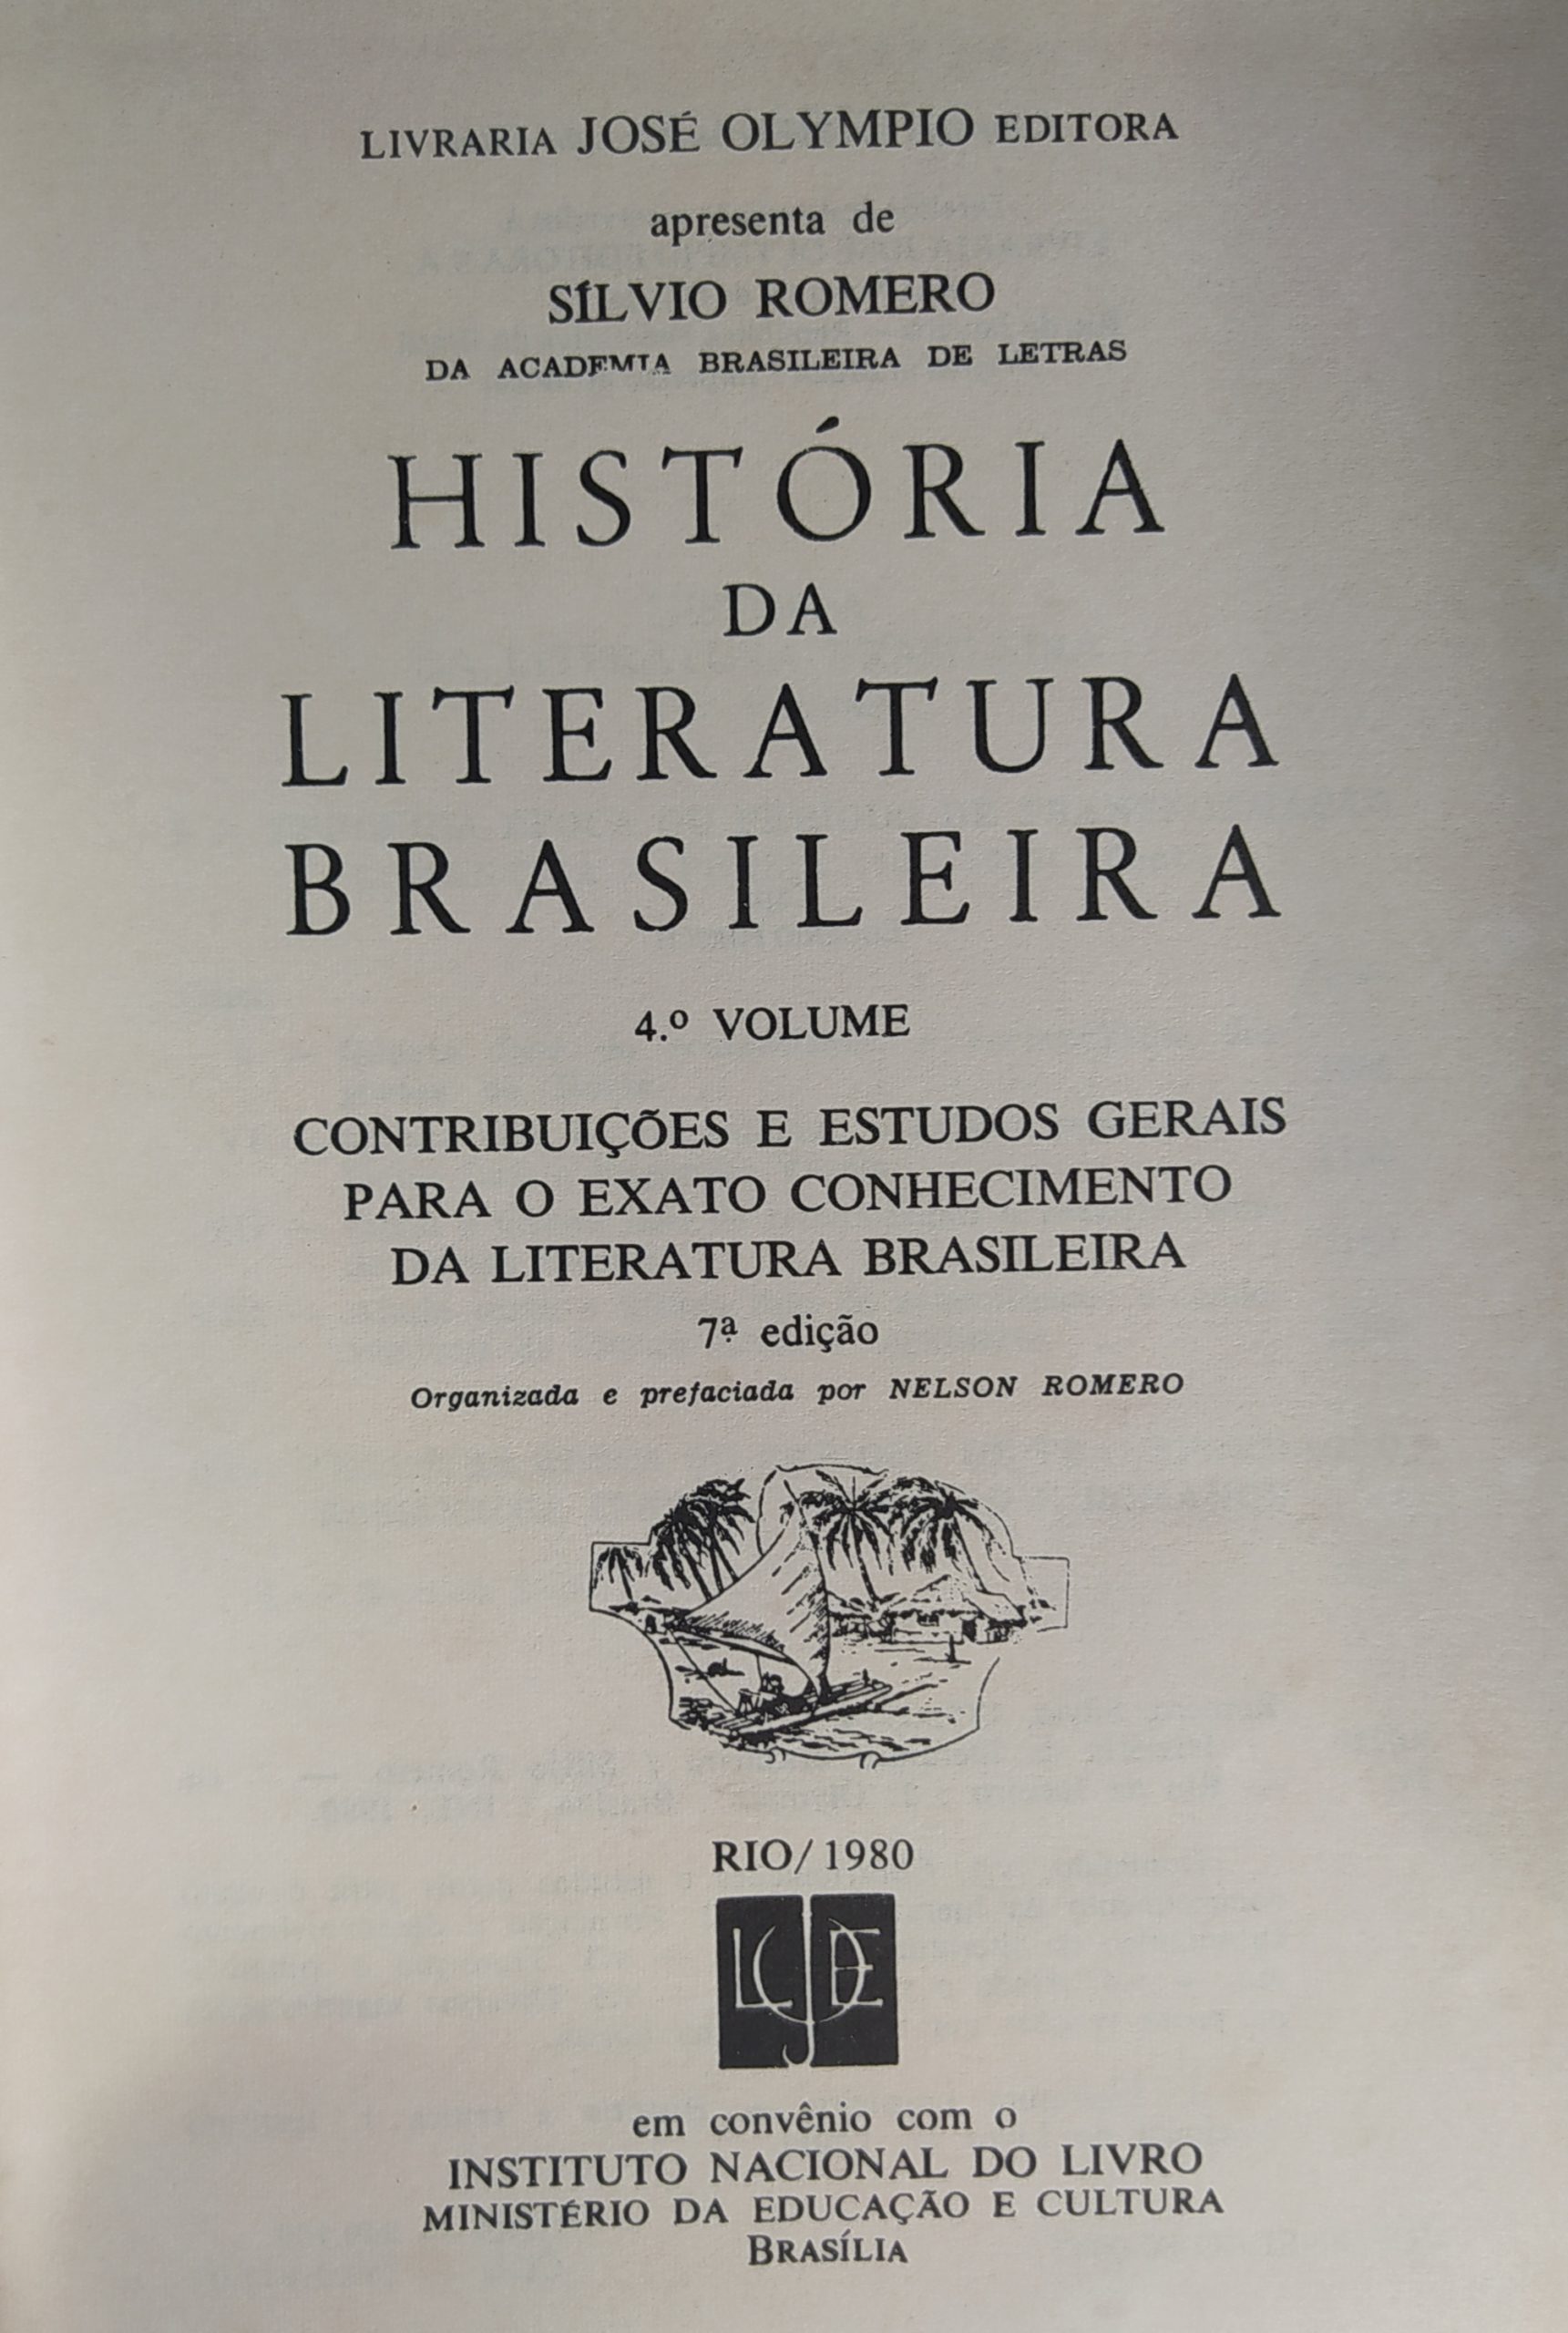 LIVRARIA JOSÉ OLYMPIO EDITORA
apresenta de
SÍLVIO ROMERO
DA ACADEMIA BRASILEIRA DE LETRAS
HISTÓRIA
DA
LITERATURA
BRASILEIRA
4.º VOLUME
CONTRIBUIÇÕES E ESTUDOS GERAIS
PARA O EXATO CONHECIMENTO
DA LITERATURA BRASILEIRA
7ª edição
Organizada e prefaciada por NELSON ROMERO
RIO/1980
LJOE
em convênio com o
INSTITUTO NACIONAL DO LIVRO
MINISTÉRIO DA EDUCAÇÃO E CULTURA
BRASÍLIA